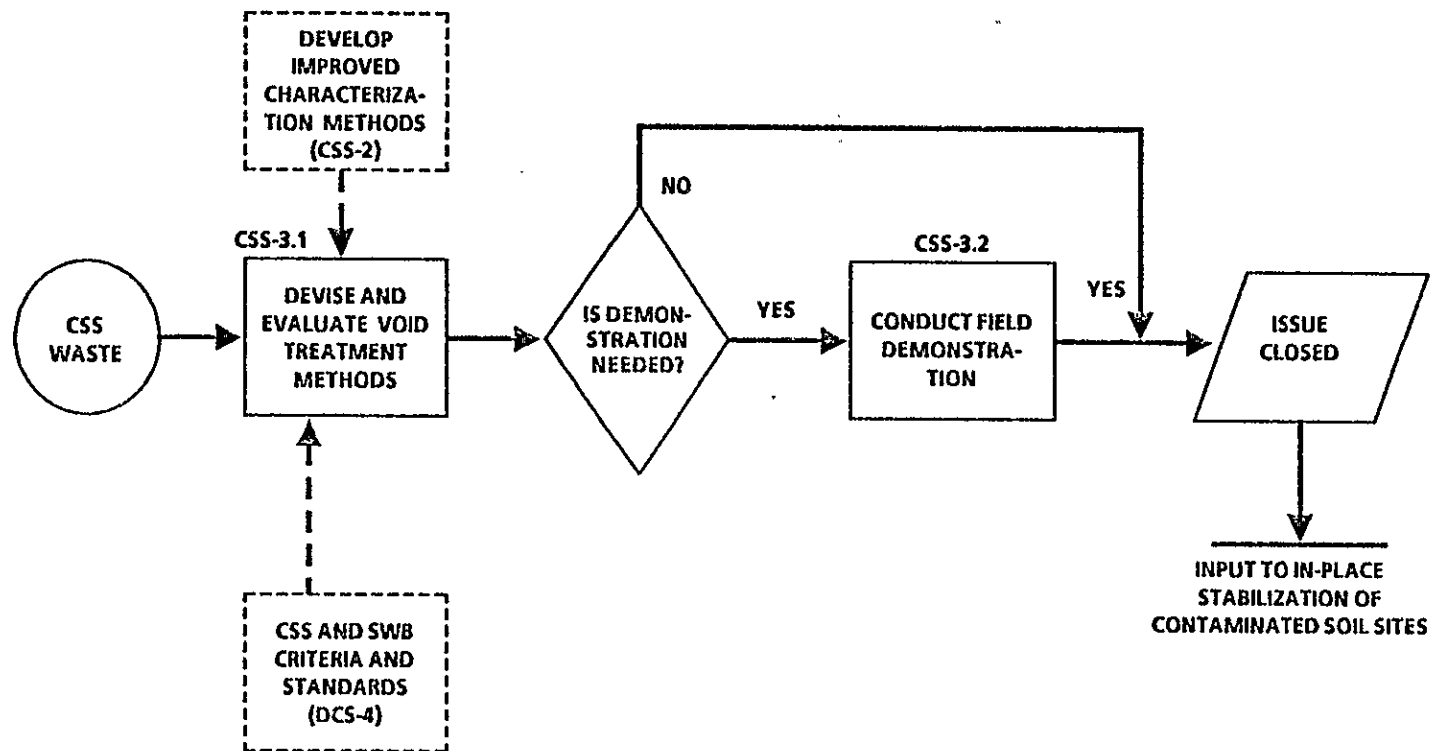 DEVELOP
IMPROVED
CHARACTERIZA-
TION METHODS
(CSS-2)
NO
CSS-3.1
CSS-3.2
CSS
WASTE
DEVISE AND
EVALUATE VOID
TREATMENT
METHODS
IS DEMON-
STRATION
NEEDED?
YES
CONDUCT FIELD
DEMONSTRA-
TION
YES
ISSUE
CLOSED
INPUT TO IN-PLACE
STABILIZATION OF
CONTAMINATED SOIL SITES
CSS AND SWB
CRITERIA AND
STANDARDS
(DCS-4)